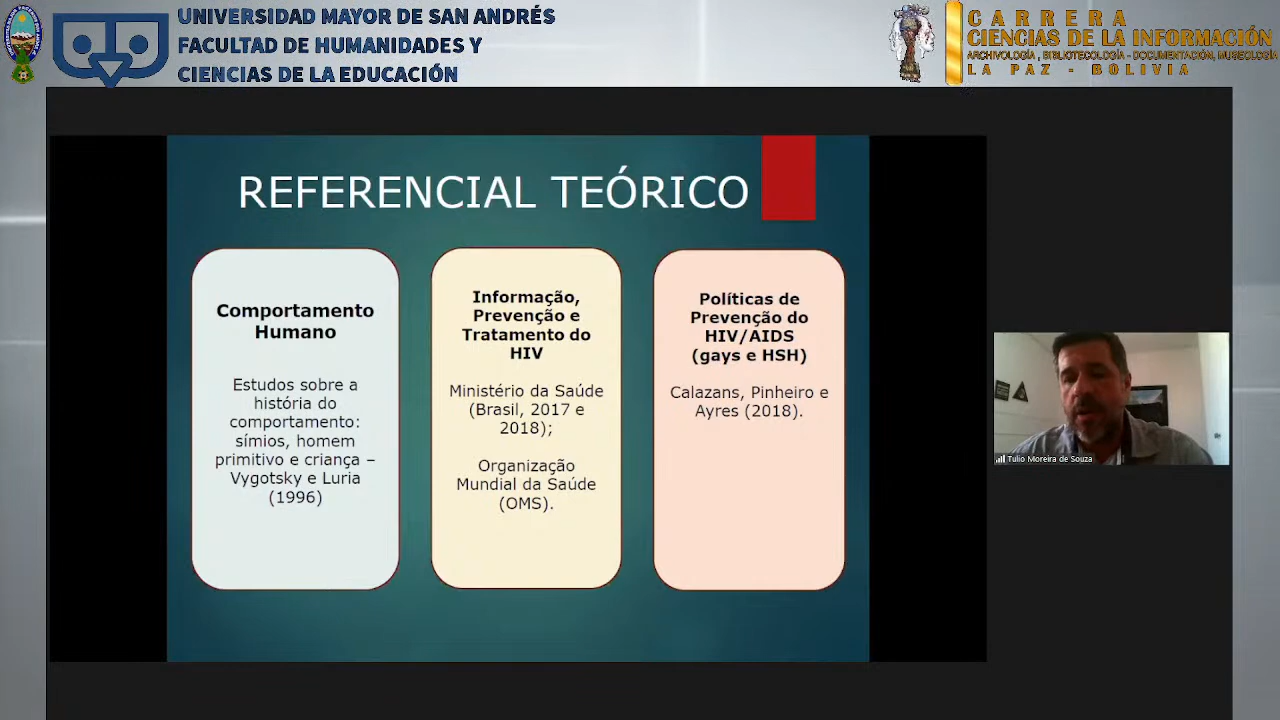 UNIVERSIDAD MAYOR DE SAN ANDRÉS
FACULTAD DE HUMANIDADES Y
CIENCIAS DE LA EDUCACIÓN
CARRERA
CIENCIAS DE LA INFORMACIÓN
ARCHIVOLOGÍA, BIBLIOTECOLOGÍA - DOCUMENTACIÓN, MUSEOLOGÍA
LA PAZ - BOLIVIA
REFERENCIAL TEÓRICO
Comportamento
Humano
Estudos sobre a
história do
comportamento:
símios, homem
primitivo e criança –
Vygotsky e Luria
(1996)
Informação,
Prevenção e
Tratamento do
HIV
Ministério da Saúde
(Brasil, 2017 e
2018);
Organização
Mundial da Saúde
(OMS).
Políticas de
Prevenção do
HIV/AIDS
(gays e HSH)
Calazans, Pinheiro e
Ayres (2018).
Tulio Moreira de Souza